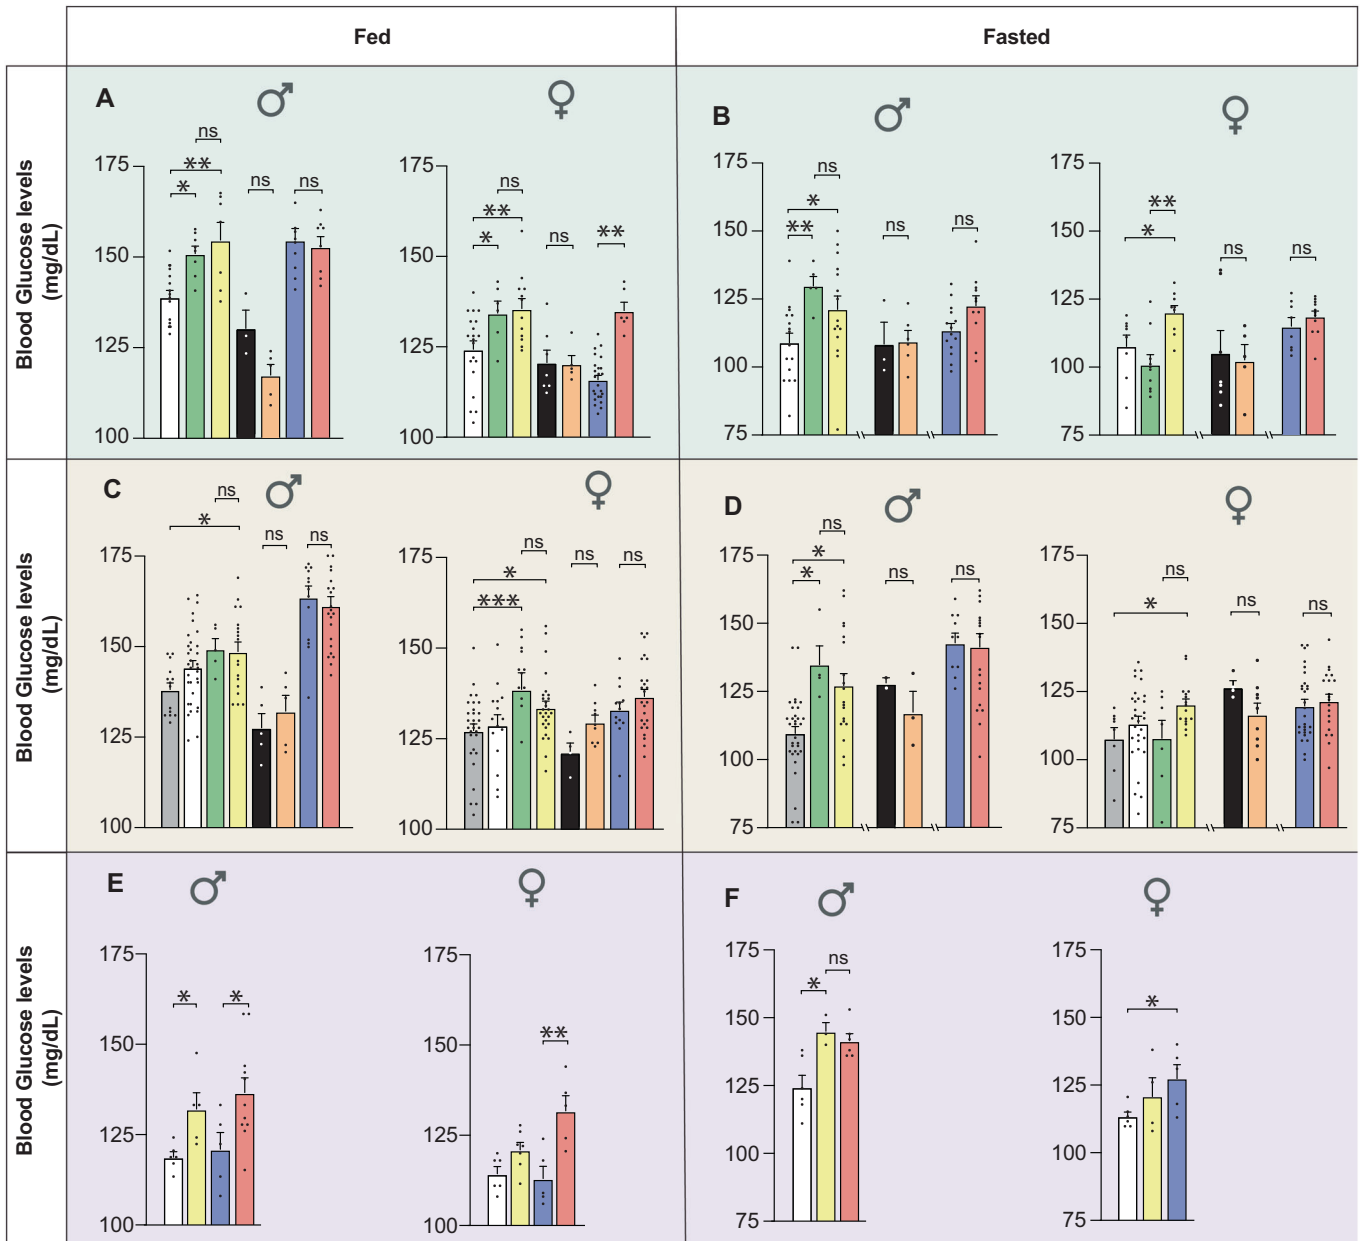 Fed Fasted
Blood Glucose levels
(mg/dL)
A ♂ ♀
ns
**
*
ns
ns
175
150
125
100
ns
**
*
ns
**
175
150
125
100
B ♂ ♀
ns
*
**
ns
ns
175
150
125
100
75
**
*
ns
ns
175
150
125
100
75
Blood Glucose levels
(mg/dL)
C ♂ ♀
ns
*
ns
ns
175
150
125
100
ns
*
***
ns
ns
175
150
125
100
D ♂ ♀
ns
*
*
ns
ns
175
150
125
100
75
ns
*
ns
ns
175
150
125
100
75
Blood Glucose levels
(mg/dL)
E ♂ ♀
*
*
175
150
125
100
**
175
150
125
100
F ♂ ♀
ns
*
175
150
125
100
75
*
175
150
125
100
75